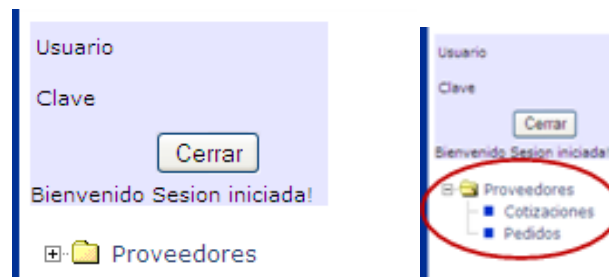 Usuario
Clave
Cerrar
Bienvenido Sesion iniciada!
Proveedores
Usuario
Clave
Cerrar
Bienvenido Sesion iniciada!
Proveedores
Cotizaciones
Pedidos